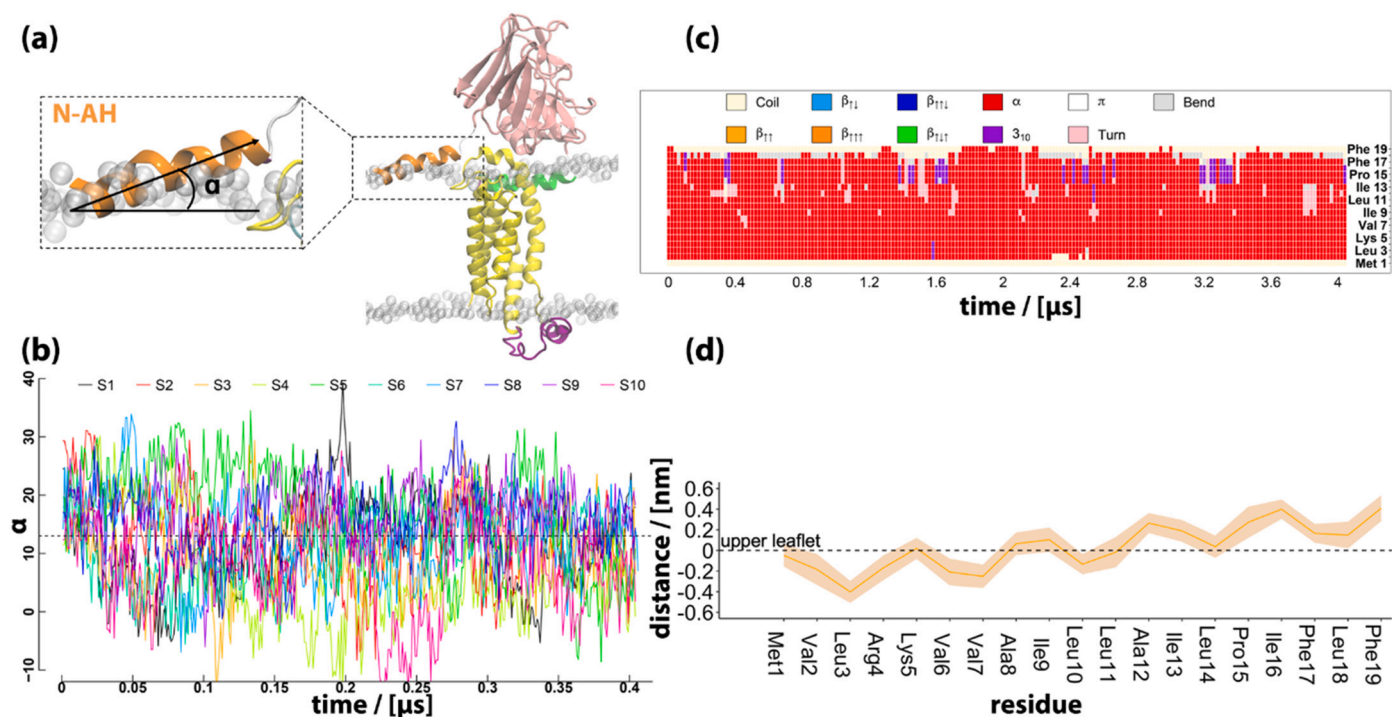 (a)
N-AH
α
(c)
Coil β↑↓ β↑↑↓ α π Bend
β↑↑ β↑↑↑ β↑↓↑ 3₁₀ Turn
Phe 19
Phe 17
Pro 15
Ile 13
Leu 11
Ile 9
Val 7
Lys 5
Leu 3
Met 1
0 0.4 0.8 1.2 1.6 2 2.4 2.8 3.2 3.6 4
time / [µs]
(b)
S1 S2 S3 S4 S5 S6 S7 S8 S9 S10
40
30
20
10
0
-10
α
0 0.05 0.1 0.15 0.2 0.25 0.3 0.35 0.4
time / [µs]
(d)
distance / [nm]
0.6
0.4
0.2
0
-0.2
-0.4
-0.6
upper leaflet
Met1 Val2 Leu3 Arg4 Lys5 Val6 Val7 Ala8 Ile9 Leu10 Leu11 Ala12 Ile13 Leu14 Pro15 Ile16 Phe17 Leu18 Phe19
residue